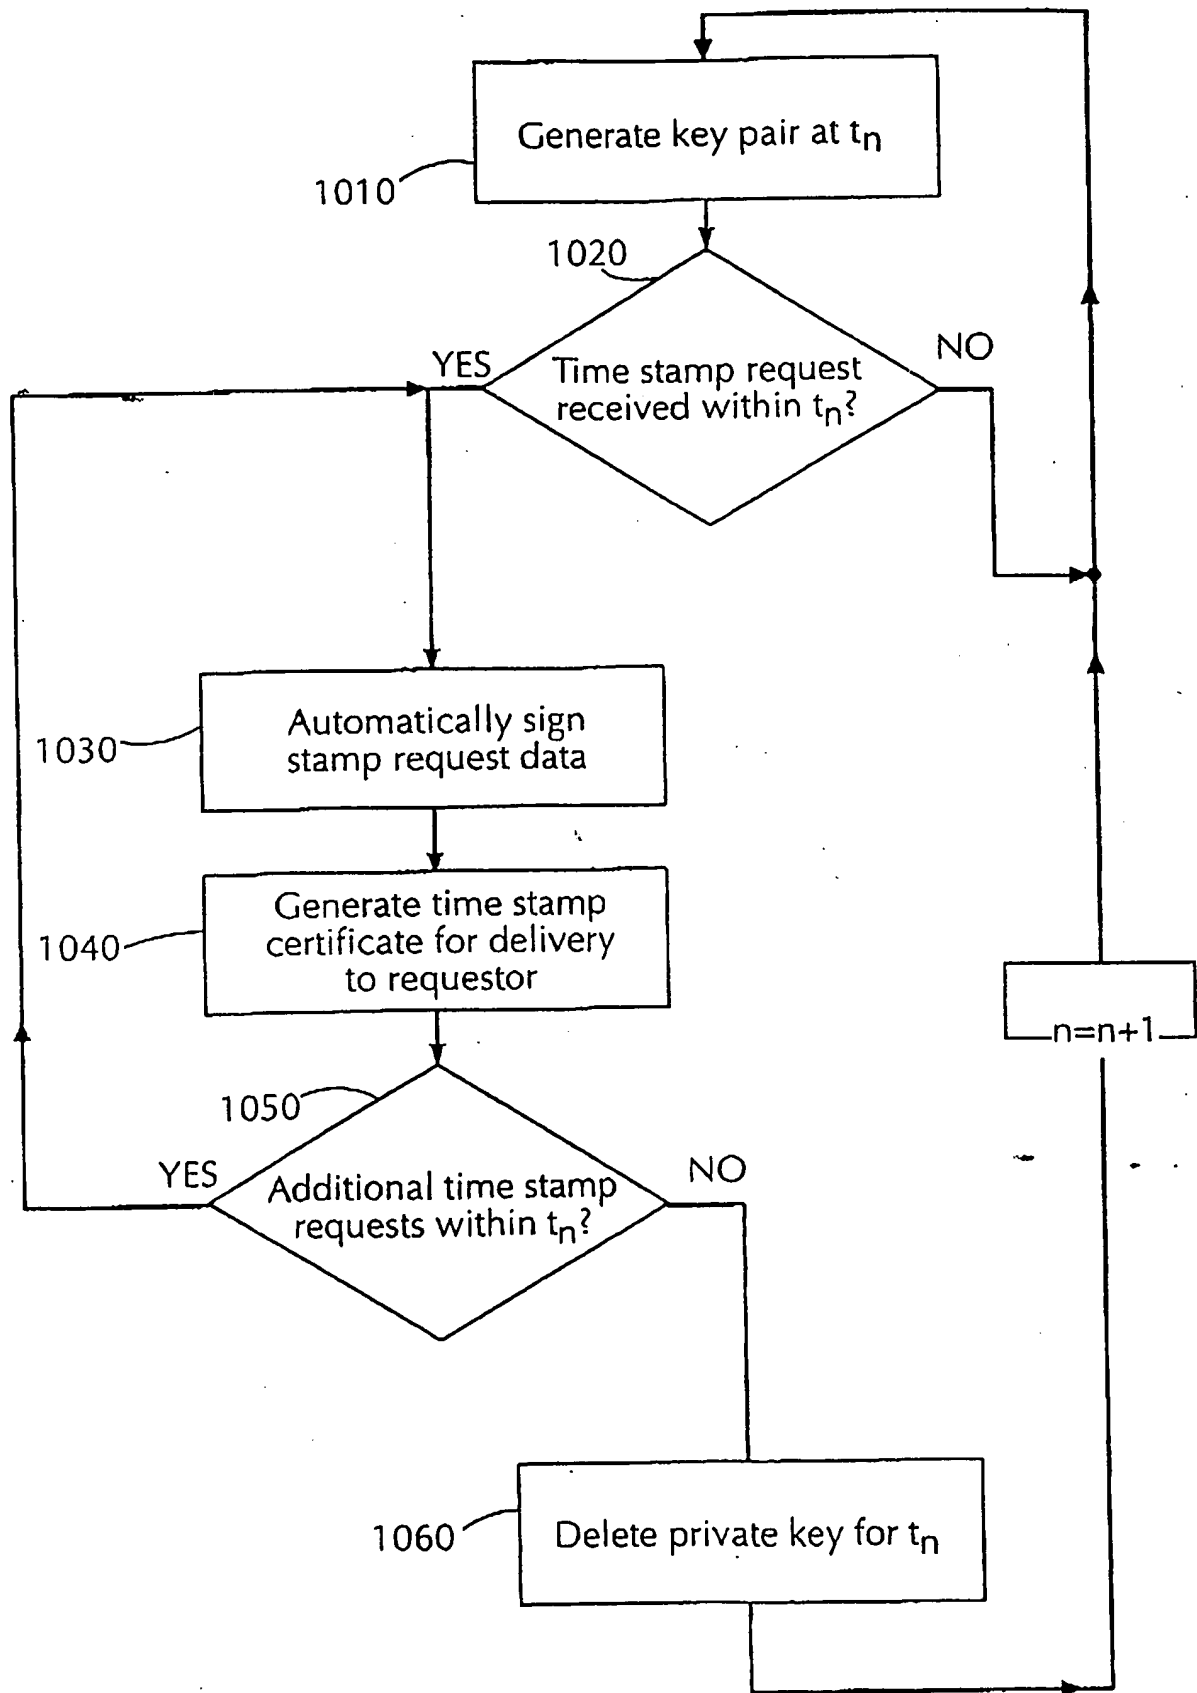 Generate key pair at tn
1010
1020
YES
NO
Time stamp request
received within tn?
Automatically sign
stamp request data
1030
Generate time stamp
certificate for delivery
to requestor
1040
n=n+1
1050
YES
NO
Additional time stamp
requests within tn?
1060
Delete private key for tn